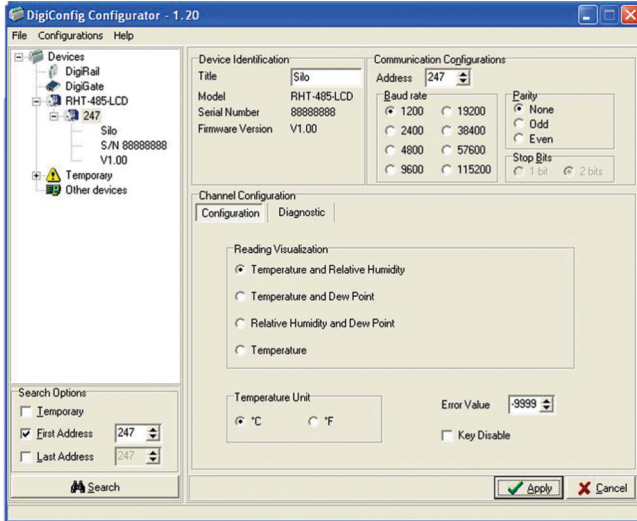 DigiConfig Configurator - 1.20
File Configurations Help
Devices
DigiRail
DigiGate
RHT-485-LCD
247
Silo
S/N 88888888
V1.00
Temporary
Other devices
Search Options
Temporary
First Address 247
Last Address 247
Search
Device Identification
Title Silo
Model RHT-485-LCD
Serial Number 88888888
Firmware Version V1.00
Communication Configurations
Address 247
Baud rate
1200 19200
2400 38400
4800 57600
9600 115200
Parity
None
Odd
Even
Stop Bits
1 bit 2 bits
Channel Configuration
Configuration Diagnostic
Reading Visualization
Temperature and Relative Humidity
Temperature and Dew Point
Relative Humidity and Dew Point
Temperature
Temperature Unit
°C °F
Error Value -9999
Key Disable
Apply Cancel